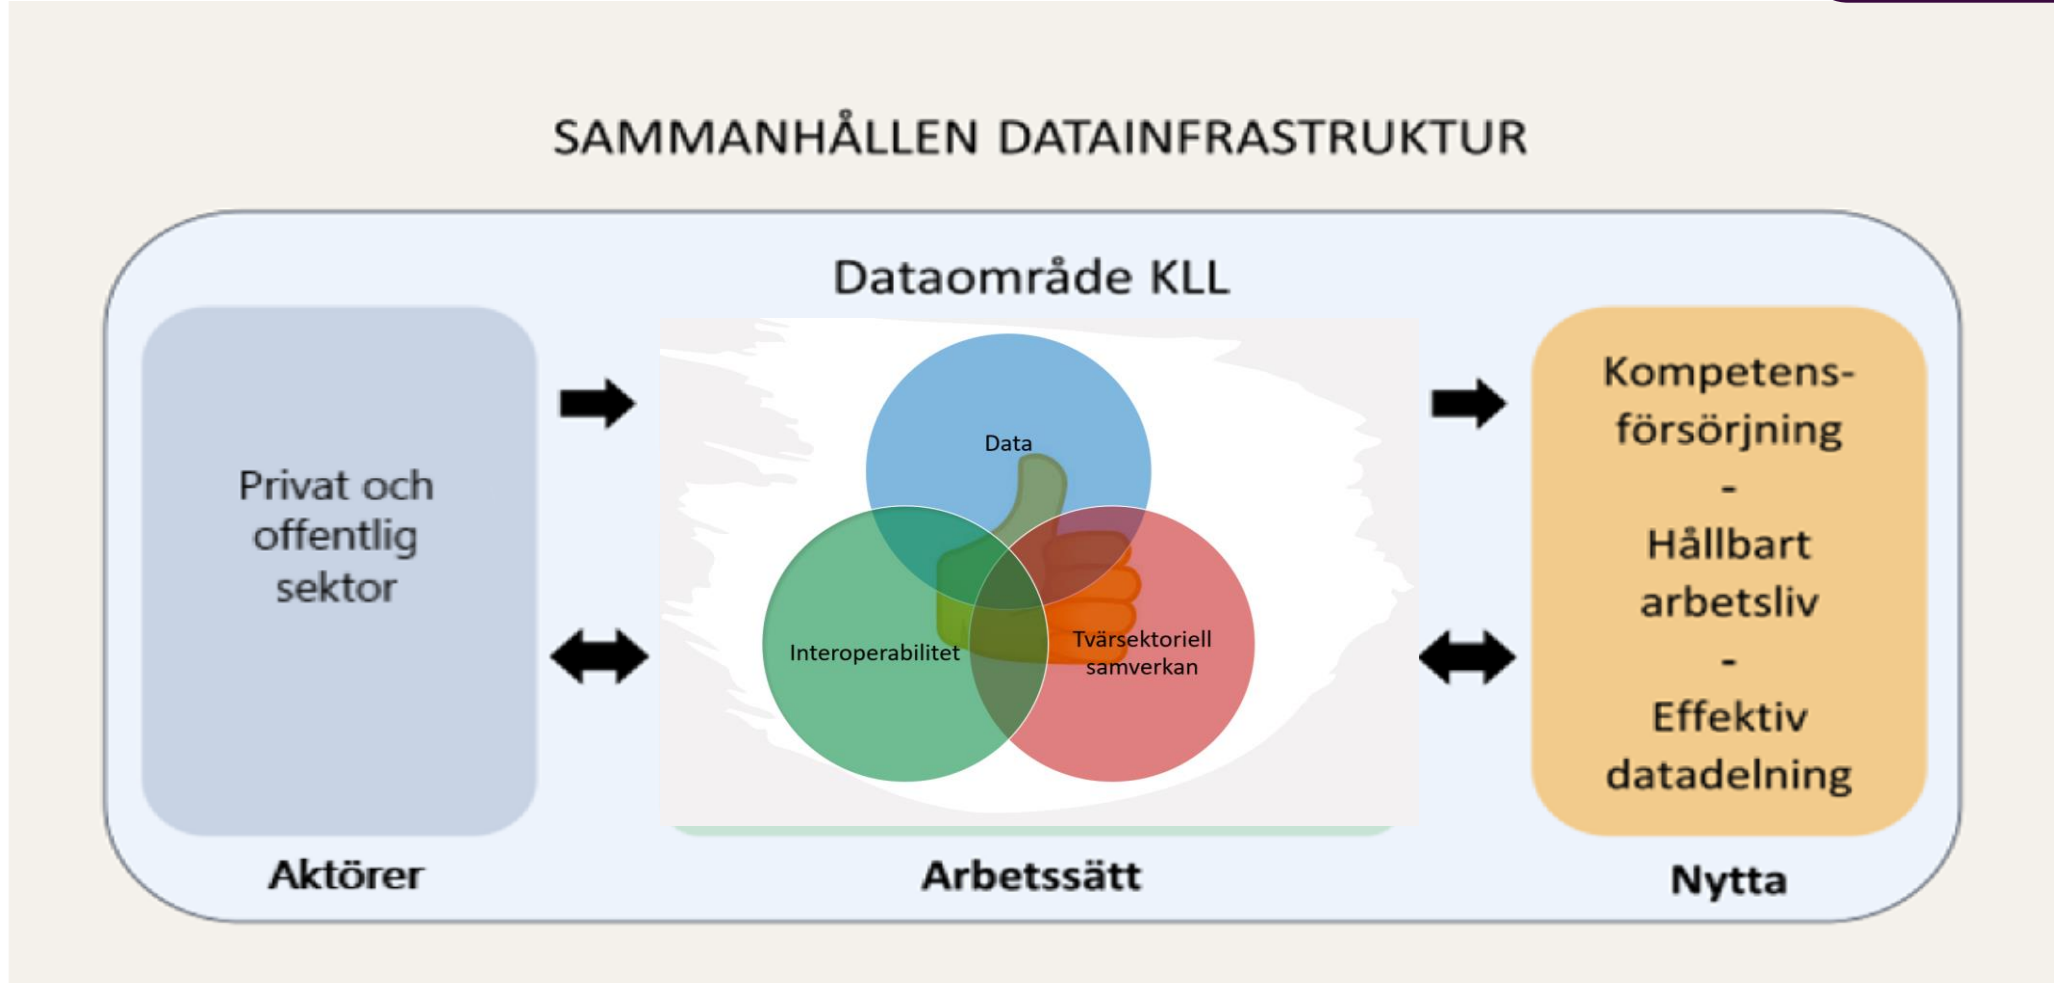 SAMMANHÅLLEN DATAINFRASTRUKTUR
Dataområde KLL
Privat och
offentlig
sektor
Aktörer
Data
Interoperabilitet
Tvärsektoriell
samverkan
Arbetssätt
Kompetens-
försörjning
-
Hållbart
arbetsliv
-
Effektiv
datadelning
Nytta